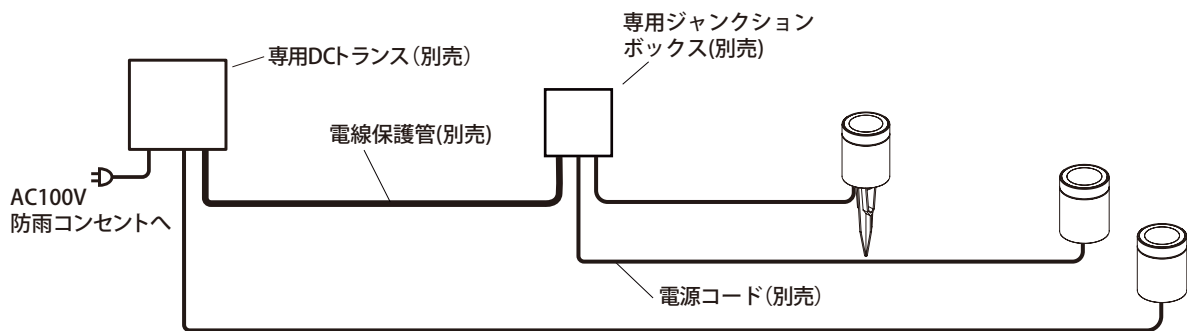 専用ジャンクション
ボックス(別売)
専用DCトランス（別売）
電線保護管(別売)
AC100V
防雨コンセントへ
電源コード（別売）